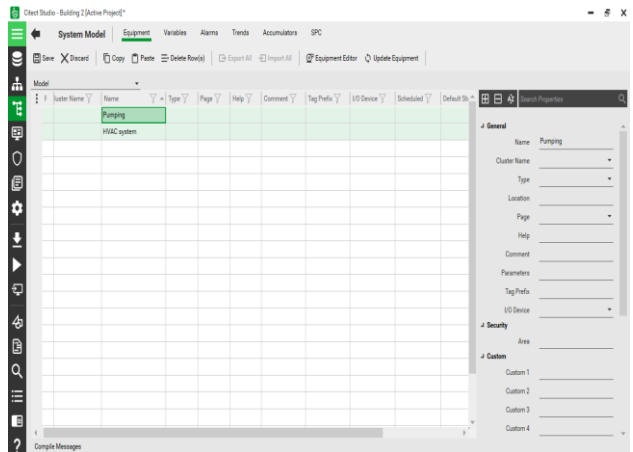 Citect Studio - Building 2 [Active Project]*
System Model Equipment Variables Alarms Trends Accumulators SPC
Save Discard Copy Paste Delete Row(s) Export All Import All Equipment Editor Update Equipment
Model
luster Name Name Type Page Help Comment Tag Prefix I/O Device Scheduled Default St
Search Properties
Pumping
HVAC system
General
Name Pumping
Cluster Name
Type
Location
Page
Help
Comment
Parameters
Tag Prefix
I/O Device
Security
Area
Custom
Custom 1
Custom 2
Custom 3
Custom 4
Compile Messages